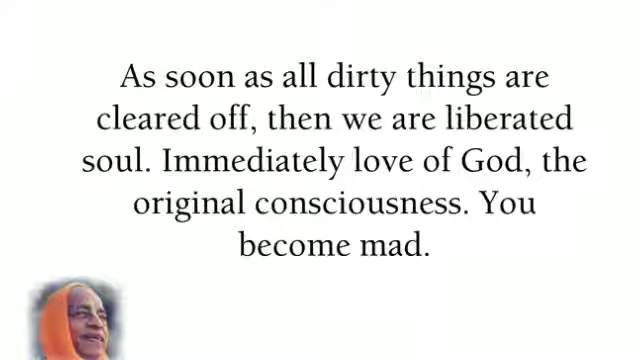 As soon as all dirty things are
cleared off, then we are liberated
soul. Immediately love of God, the
original consciousness. You
become mad.